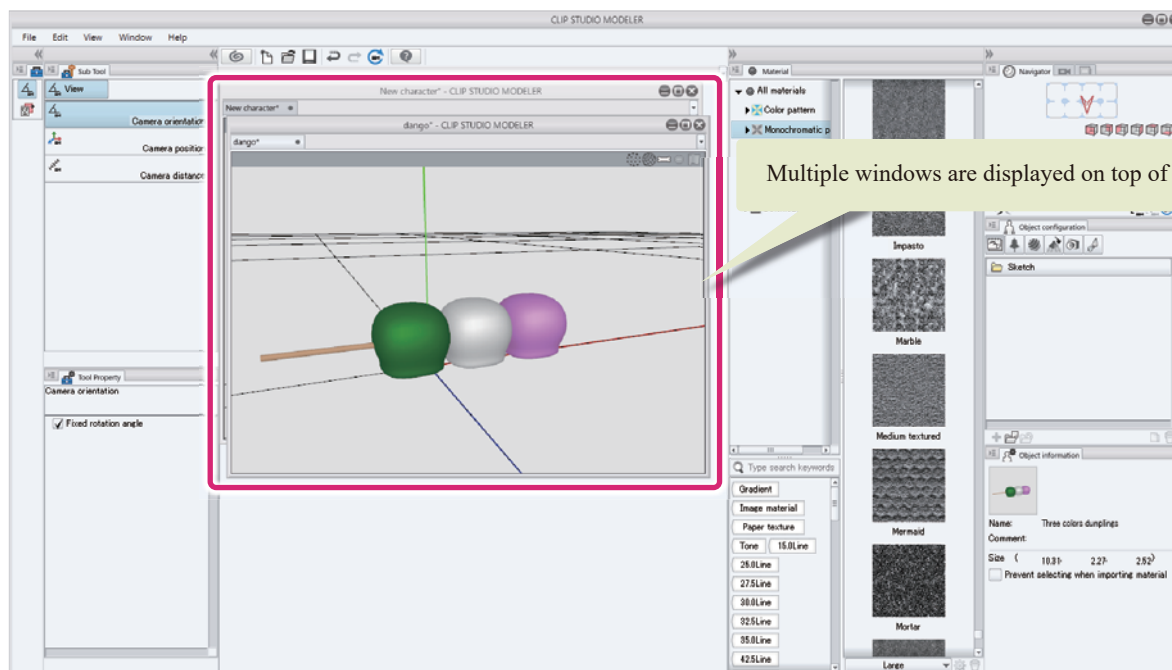 CLIP STUDIO MODELER
File Edit View Window Help
Sub Tool
View
Camera orientation
Camera position
Camera distance
Tool Property
Camera orientation
Fixed rotation angle
New character* - CLIP STUDIO MODELER
New character*
dango* - CLIP STUDIO MODELER
dango*
Multiple windows are displayed on top of
Material
All materials
Color pattern
Monochromatic p
Type search keywords
Gradient
Image material
Paper texture
Tone 15.0Line
25.0Line
27.5Line
30.0Line
32.5Line
35.0Line
42.5Line
Impasto
Marble
Medium textured
Mermaid
Mortar
Large
Navigator
Object configuration
Sketch
Object information
Name: Three colors dumplings
Comment:
Size ( 10.31, 2.27, 2.52)
Prevent selecting when importing material